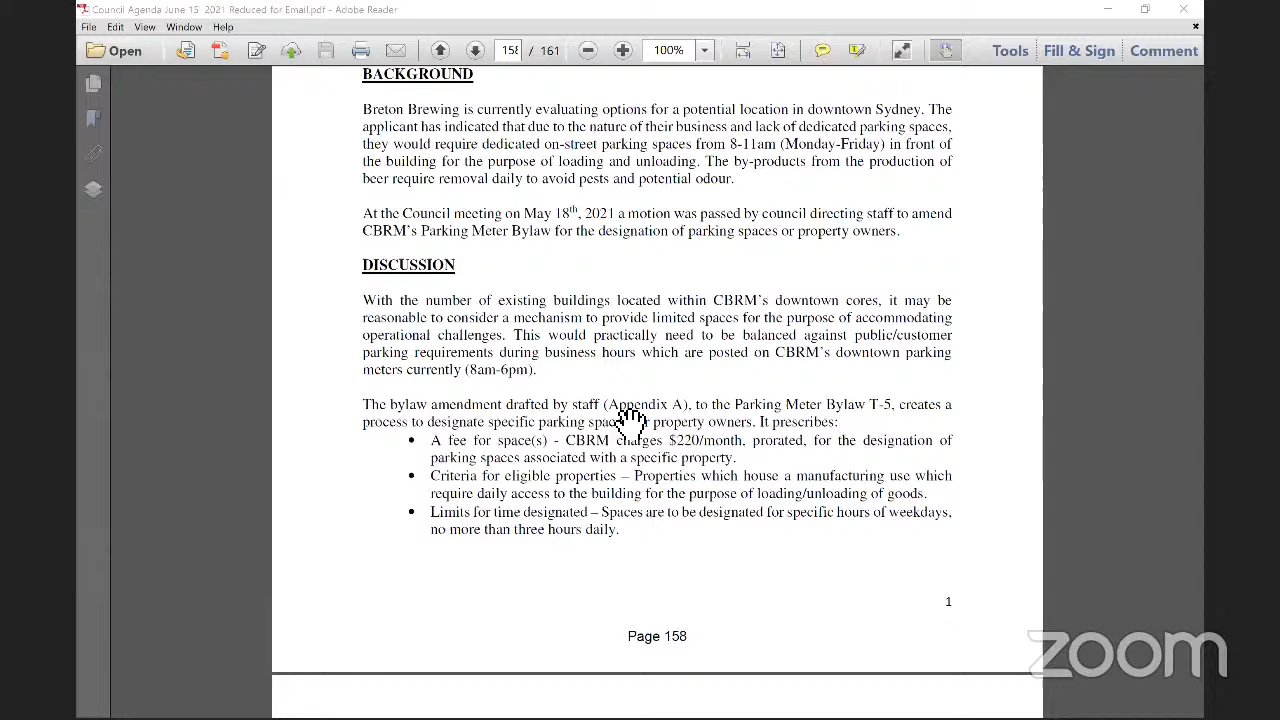 Council Agenda June 15 2021 Reduced for Email.pdf - Adobe Reader
File Edit View Window Help
Open 158 / 161 100% Tools Fill & Sign Comment
BACKGROUND
Breton Brewing is currently evaluating options for a potential location in downtown Sydney. The
applicant has indicated that due to the nature of their business and lack of dedicated parking spaces,
they would require dedicated on-street parking spaces from 8-11am (Monday-Friday) in front of
the building for the purpose of loading and unloading. The by-products from the production of
beer require removal daily to avoid pests and potential odour.
At the Council meeting on May 18th, 2021 a motion was passed by council directing staff to amend
CBRM's Parking Meter Bylaw for the designation of parking spaces or property owners.
DISCUSSION
With the number of existing buildings located within CBRM's downtown cores, it may be
reasonable to consider a mechanism to provide limited spaces for the purpose of accommodating
operational challenges. This would practically need to be balanced against public/customer
parking requirements during business hours which are posted on CBRM's downtown parking
meters currently (8am-6pm).
The bylaw amendment drafted by staff (Appendix A), to the Parking Meter Bylaw T-5, creates a
process to designate specific parking property owners. It prescribes:
• A fee for space(s) - CBRM charges $220/month, prorated, for the designation of
parking spaces associated with a specific property.
• Criteria for eligible properties – Properties which house a manufacturing use which
require daily access to the building for the purpose of loading/unloading of goods.
• Limits for time designated – Spaces are to be designated for specific hours of weekdays,
no more than three hours daily.
1
Page 158
zoom